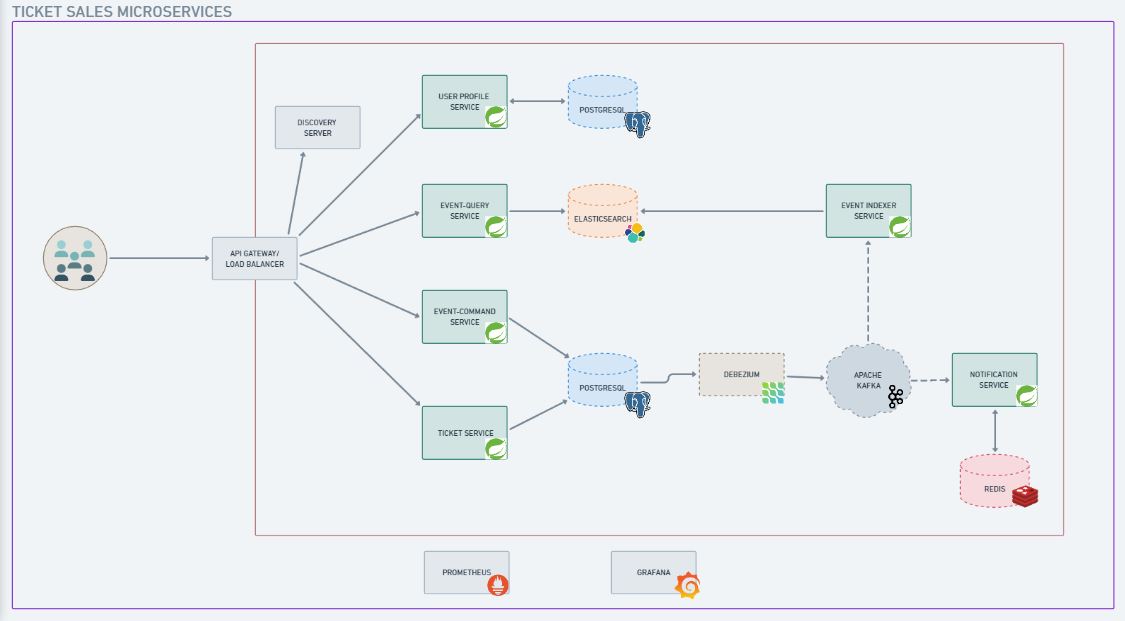 TICKET SALES MICROSERVICES
USER PROFILE
SERVICE
POSTGRESQL
DISCOVERY
SERVER
EVENT-QUERY
SERVICE
ELASTICSEARCH
EVENT INDEXER
SERVICE
API GATEWAY/
LOAD BALANCER
EVENT-COMMAND
SERVICE
POSTGRESQL
DEBEZIUM
APACHE
KAFKA
NOTIFICATION
SERVICE
TICKET SERVICE
REDIS
PROMETHEUS
GRAFANA